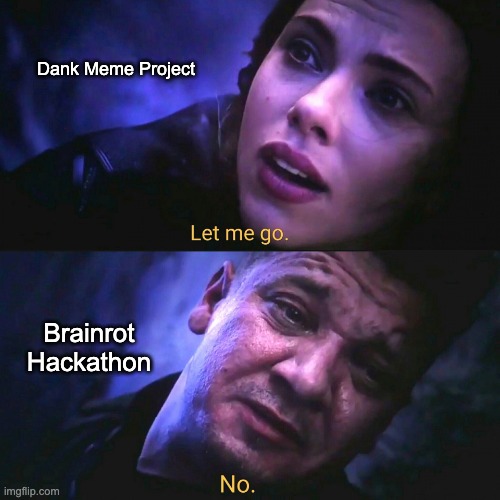 Dank Meme Project
Let me go.
Brainrot
Hackathon
No.
imgflip.com